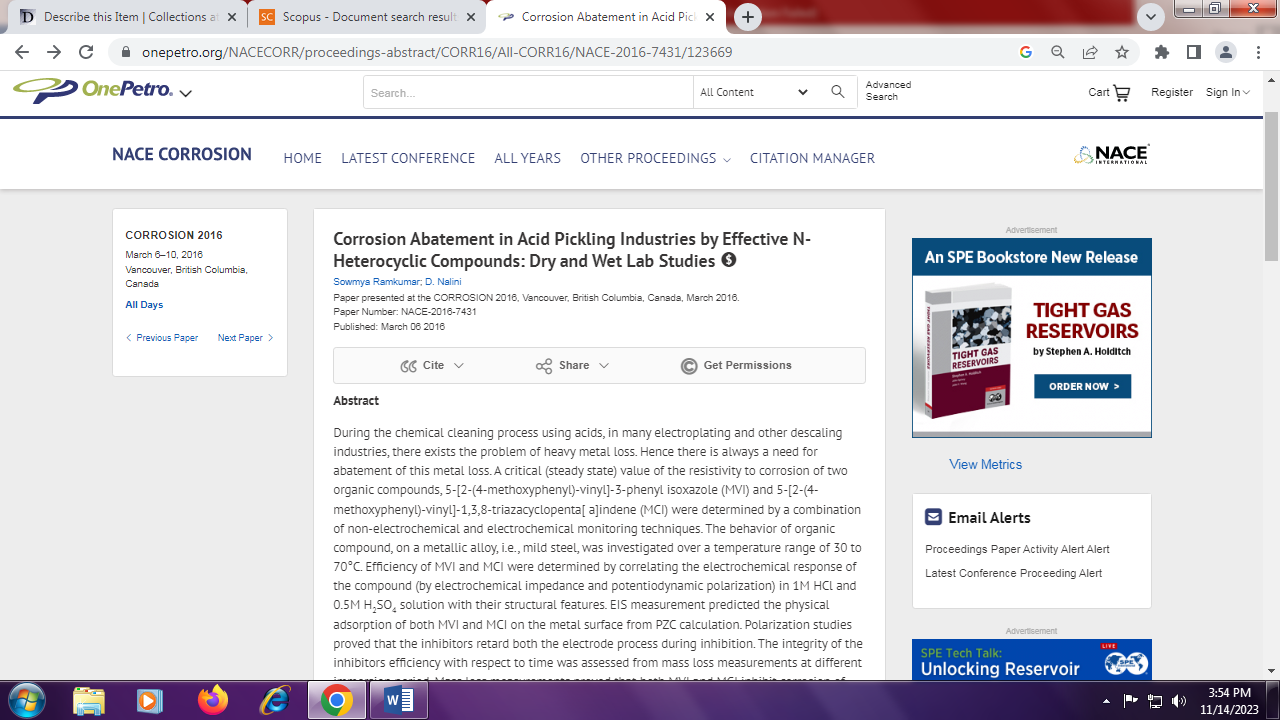 Describe this Item | Collections at
Scopus - Document search result
Corrosion Abatement in Acid Pick
onepetro.org/NACECORR/proceedings-abstract/CORR16/All-CORR16/NACE-2016-7431/123669
OnePetro
Search...
All Content
Advanced
Search
Cart
Register
Sign In
NACE CORROSION
HOME
LATEST CONFERENCE
ALL YEARS
OTHER PROCEEDINGS
CITATION MANAGER
NACE
INTERNATIONAL
CORROSION 2016
March 6–10, 2016
Vancouver, British Columbia,
Canada
All Days
Previous Paper
Next Paper
Corrosion Abatement in Acid Pickling Industries by Effective N-
Heterocyclic Compounds: Dry and Wet Lab Studies
Sowmya Ramkumar; D. Nalini
Paper presented at the CORROSION 2016, Vancouver, British Columbia, Canada, March 2016.
Paper Number: NACE-2016-7431
Published: March 06 2016
Cite
Share
Get Permissions
Abstract
During the chemical cleaning process using acids, in many electroplating and other descaling
industries, there exists the problem of heavy metal loss. Hence there is always a need for
abatement of this metal loss. A critical (steady state) value of the resistivity to corrosion of two
organic compounds, 5-[2-(4-methoxyphenyl)-vinyl]-3-phenyl isoxazole (MVI) and 5-[2-(4-
methoxyphenyl)-vinyl]-1,3,8-triazacyclopenta[ a]indene (MCI) were determined by a combination
of non-electrochemical and electrochemical monitoring techniques. The behavior of organic
compound, on a metallic alloy, i.e., mild steel, was investigated over a temperature range of 30 to
70°C. Efficiency of MVI and MCI were determined by correlating the electrochemical response of
the compound (by electrochemical impedance and potentiodynamic polarization) in 1M HCl and
0.5M H2SO4 solution with their structural features. EIS measurement predicted the physical
adsorption of both MVI and MCI on the metal surface from PZC calculation. Polarization studies
proved that the inhibitors retard both the electrode process during inhibition. The integrity of the
inhibitors efficiency with respect to time was assessed from mass loss measurements at different
Advertisement
An SPE Bookstore New Release
TIGHT GAS
RESERVOIRS
TIGHT GAS
RESERVOIRS
by Stephen A. Holditch
ORDER NOW >
View Metrics
Email Alerts
Proceedings Paper Activity Alert Alert
Latest Conference Proceeding Alert
Advertisement
SPE Tech Talk:
Unlocking Reservoir
LIVE
3:54 PM
11/14/2023